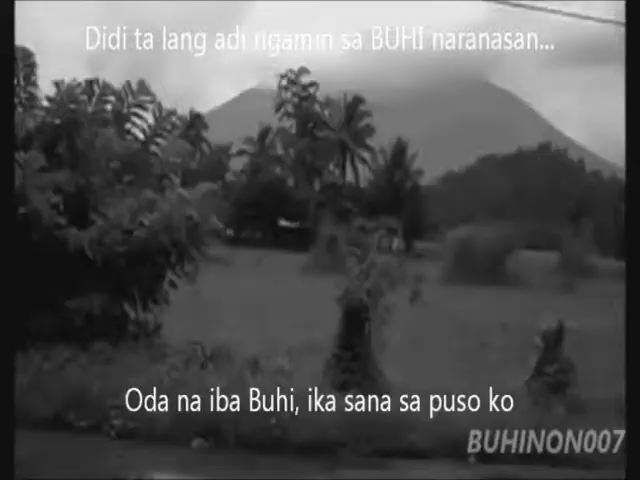 Didi ta lang adi ngamin sa BUHI naranasan...
Oda na iba Buhi, ika sana sa puso ko
BUHINON007